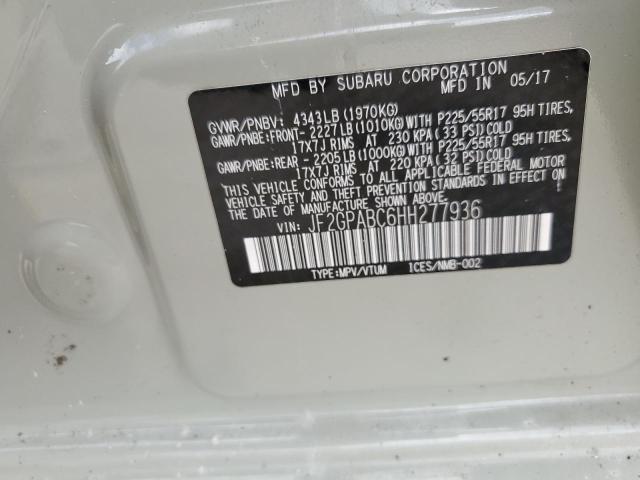 MFD BY SUBARU CORPORATION
MFD IN 05/17
GVWR/PNBV: 4343LB (1970KG)
GAWR/PNBE:FRONT- 2227LB (1010KG)WITH P225/55R17 95H TIRES,
17X7J RIMS AT 230 KPA (33 PSI) COLD
GAWR/PNBE:REAR - 2205LB (1000KG)WITH P225/55R17 95H TIRES,
17X7J RIMS AT 220 KPA (32 PSI) COLD
THIS VEHICLE CONFORMS TO ALL APPLICABLE FEDERAL MOTOR
VEHICLE SAFETY AND THEFT PREVENTION STANDARDS IN EFFECT
ON THE DATE OF MANUFACTURE SHOWN ABOVE.
VIN: JF2GPABC6HH277936
TYPE:MPV/VTUM ICES/NMB-002